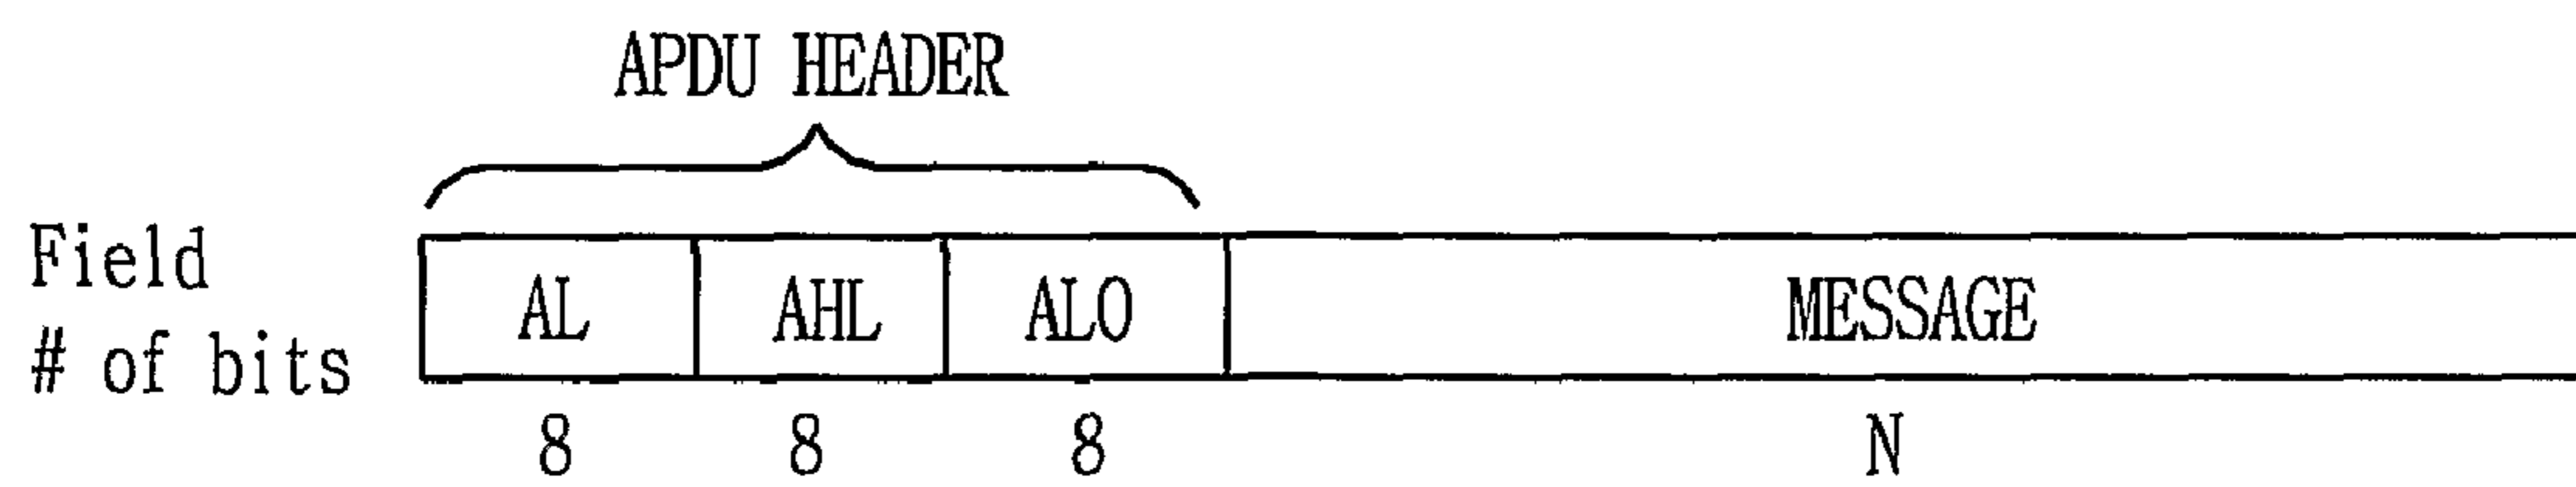 APDU HEADER
Field
# of bits
AL AHL ALO MESSAGE
8 8 8 N